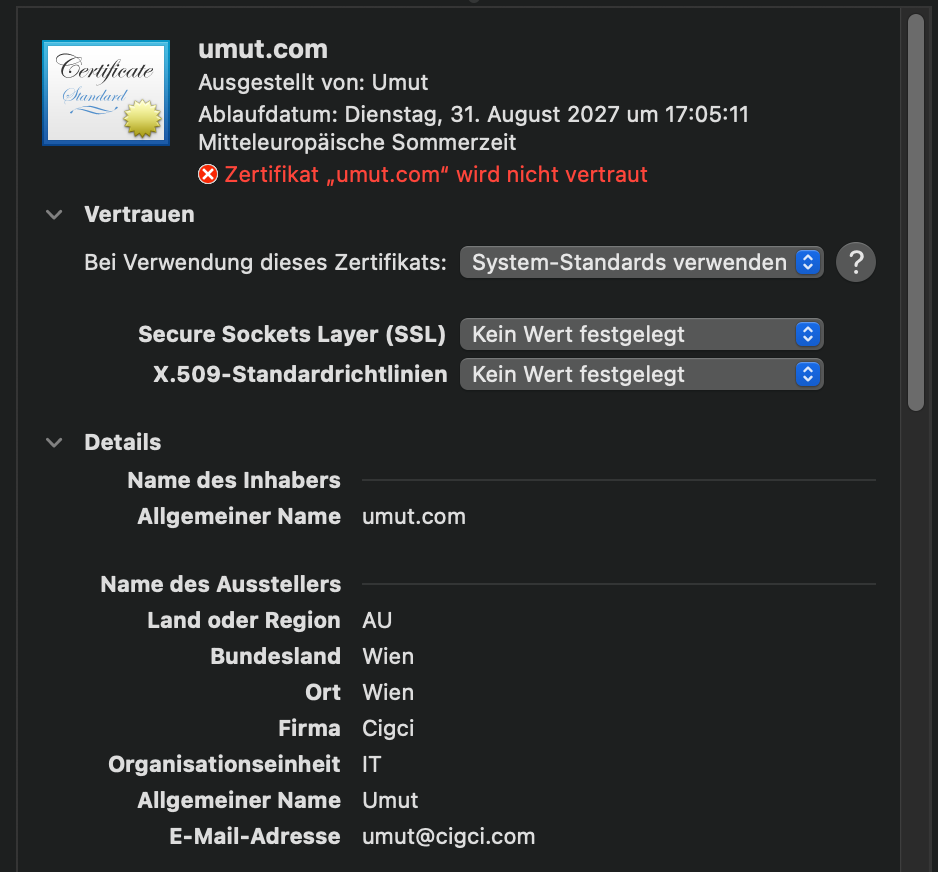 Certificate
Standard
umut.com
Ausgestellt von: Umut
Ablaufdatum: Dienstag, 31. August 2027 um 17:05:11
Mitteleuropäische Sommerzeit
Zertifikat „umut.com“ wird nicht vertraut
Vertrauen
Bei Verwendung dieses Zertifikats: System-Standards verwenden ?
Secure Sockets Layer (SSL) Kein Wert festgelegt
X.509-Standardrichtlinien Kein Wert festgelegt
Details
Name des Inhabers
Allgemeiner Name umut.com
Name des Ausstellers
Land oder Region AU
Bundesland Wien
Ort Wien
Firma Cigci
Organisationseinheit IT
Allgemeiner Name Umut
E-Mail-Adresse umut@cigci.com